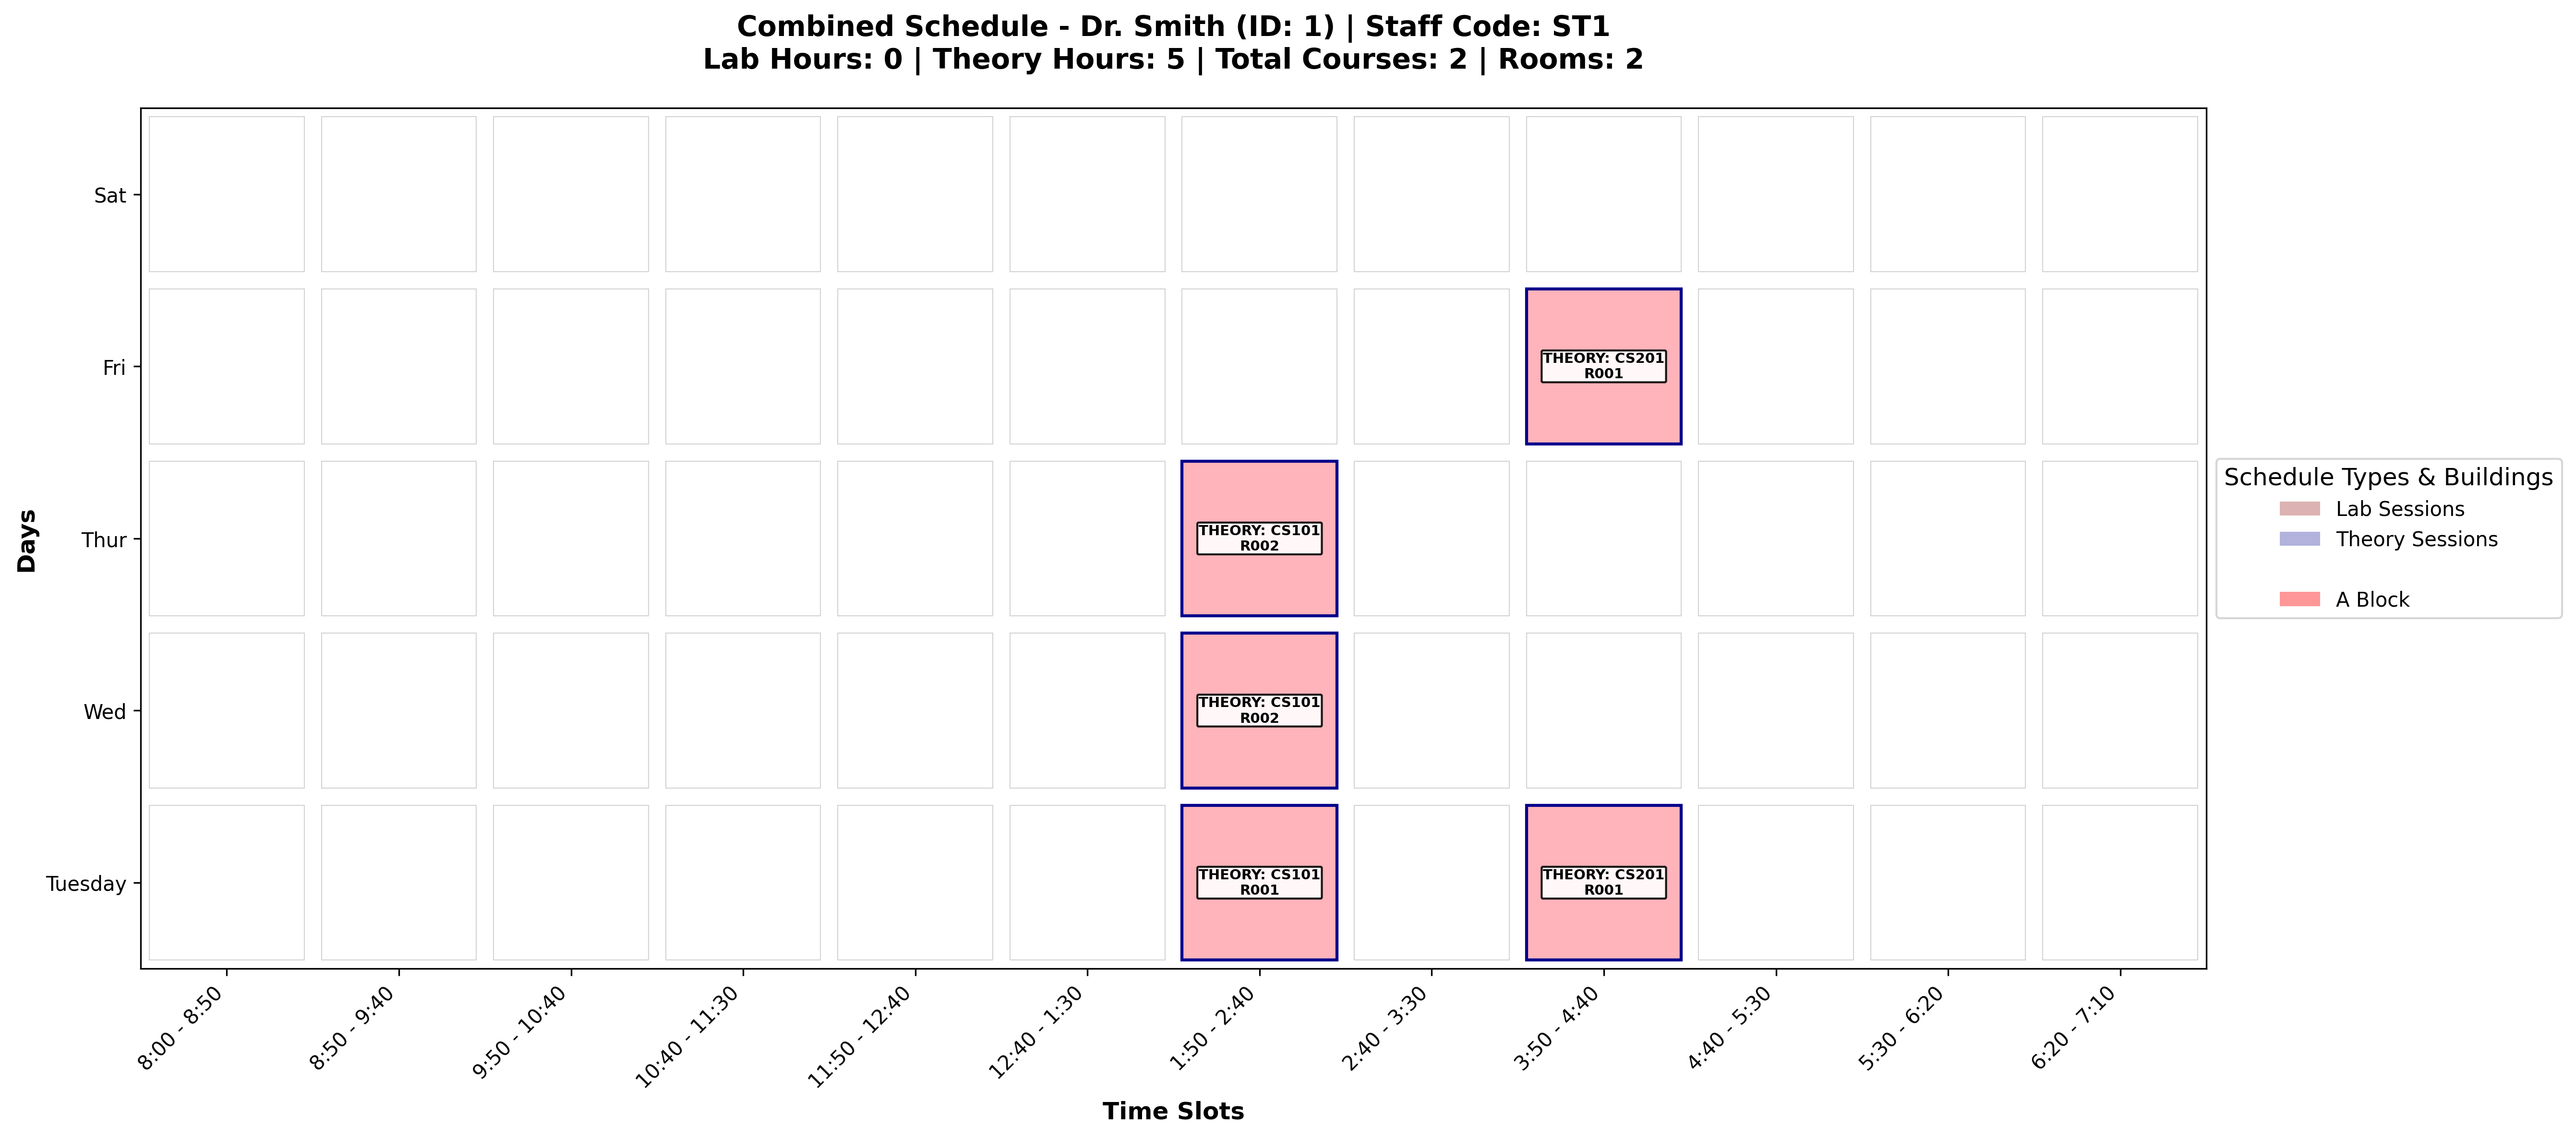 Combined Schedule - Dr. Smith (ID: 1) | Staff Code: ST1
Lab Hours: 0 | Theory Hours: 5 | Total Courses: 2 | Rooms: 2
Days
Sat
Fri
THEORY: CS201
R001
Thur
THEORY: CS101
R002
Wed
THEORY: CS101
R002
Tuesday
THEORY: CS101
R001
THEORY: CS201
R001
8:00 - 8:50
8:50 - 9:40
9:50 - 10:40
10:40 - 11:30
11:50 - 12:40
12:40 - 1:30
1:50 - 2:40
2:40 - 3:30
3:50 - 4:40
4:40 - 5:30
5:30 - 6:20
6:20 - 7:10
Time Slots
Schedule Types & Buildings
Lab Sessions
Theory Sessions
A Block